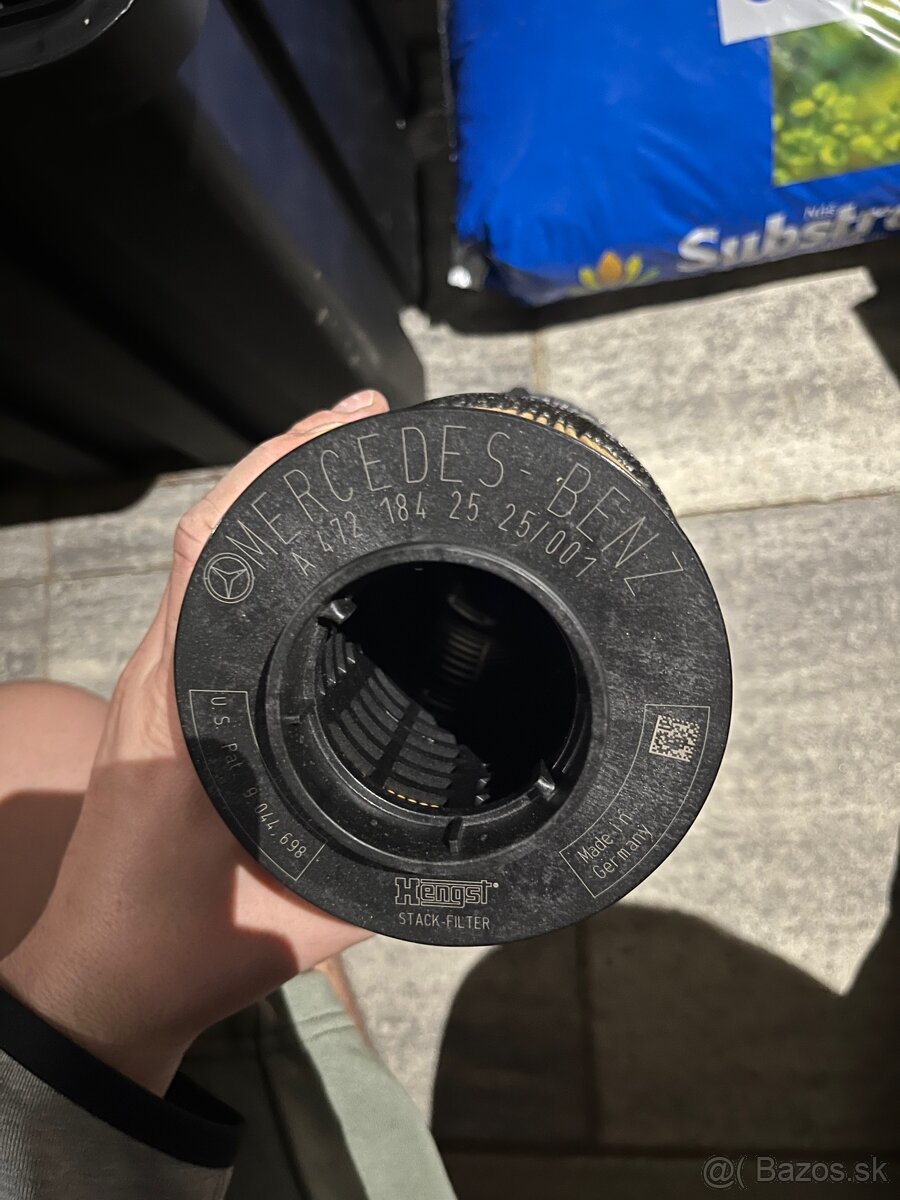 Substr
MERCEDES-BENZ
A 472 184 25 25/001
U.S. Pat. 9.044.698
Made in
Germany
Hengst
STACK-FILTER
@( Bazos.sk